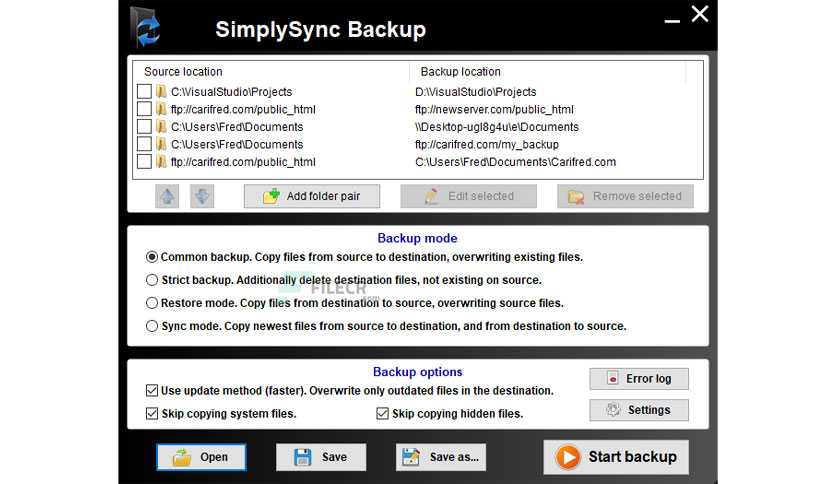 SimplySync Backup
Source location Backup location
C:\VisualStudio\Projects D:\VisualStudio\Projects
ftp://carifred.com/public_html ftp://newserver.com/public_html
C:\Users\Fred\Documents \\Desktop-ugl8g4u\e\Documents
C:\Users\Fred\Documents ftp://carifred.com/my_backup
ftp://carifred.com/public_html C:\Users\Fred\Documents\Carifred.com
Add folder pair Edit selected Remove selected
Backup mode
Common backup. Copy files from source to destination, overwriting existing files.
Strict backup. Additionally delete destination files, not existing on source.
FILECR
.com
Restore mode. Copy files from destination to source, overwriting source files.
Sync mode. Copy newest files from source to destination, and from destination to source.
Backup options
Error log
Use update method (faster). Overwrite only outdated files in the destination.
Skip copying system files. Skip copying hidden files. Settings
Open Save Save as... Start backup